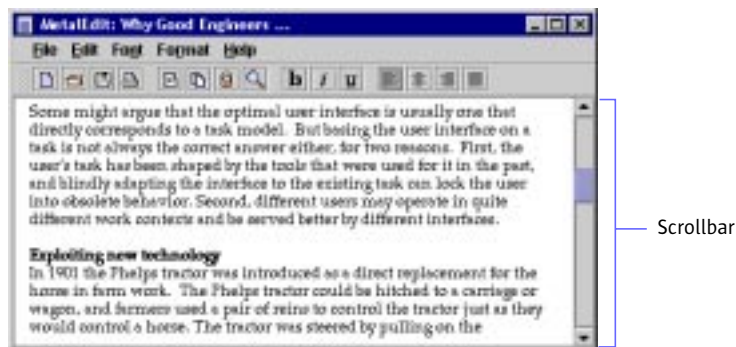 MetalEdit: Why Good Engineers ...
File Edit Font Format Help
b i u
Some might argue that the optimal user interface is usually one that
directly corresponds to a task model. But basing the user interface on a
task is not always the correct answer either, for two reasons. First, the
user's task has been shaped by the tools that were used for it in the past,
and blindly adapting the interface to the existing task can lock the user
into obsolete behavior. Second, different users may operate in quite
different work contexts and be served better by different interfaces.
Scrollbar
Exploiting new technology
In 1901 the Phelps tractor was introduced as a direct replacement for the
horse in farm work. The Phelps tractor could be hitched to a carriage or
wagon, and farmers used a pair of reins to control the tractor just as they
would control a horse. The tractor was steered by pulling on the